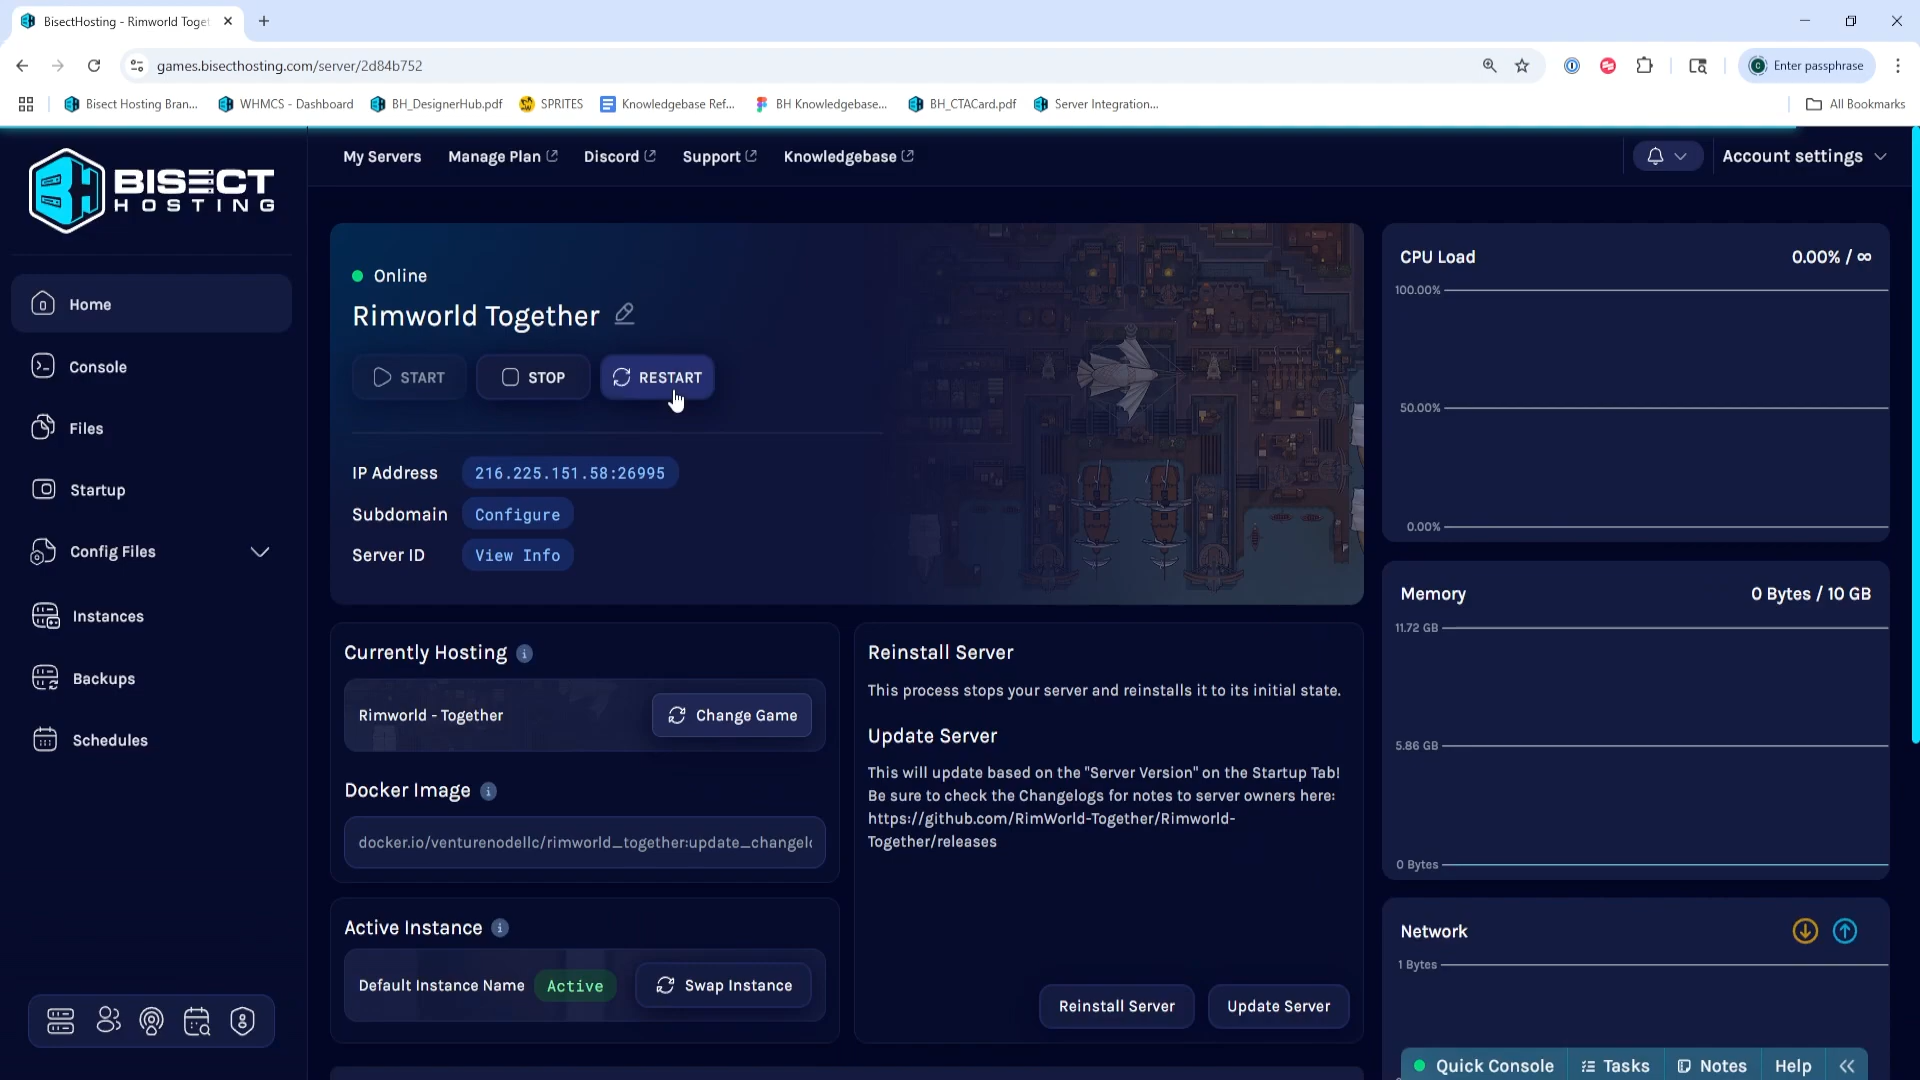 BisectHosting - Rimworld Toget
games.bisecthosting.com/server/2d84b752
Enter passphrase
Bisect Hosting Bran...
WHMCS - Dashboard
BH_DesignerHub.pdf
SPRITES
Knowledgebase Ref...
BH Knowledgebase...
BH_CTACard.pdf
Server Integration...
All Bookmarks
BISECT
HOSTING
My Servers
Manage Plan
Discord
Support
Knowledgebase
Account settings
Home
Console
Files
Startup
Config Files
Instances
Backups
Schedules
Online
Rimworld Together
START
STOP
RESTART
IP Address
216.225.151.58:26995
Subdomain
Configure
Server ID
View Info
Currently Hosting
Rimworld - Together
Change Game
Docker Image
docker.io/venturenodellc/rimworld_together:update_changelo
Active Instance
Default Instance Name
Active
Swap Instance
Reinstall Server
This process stops your server and reinstalls it to its initial state.
Update Server
This will update based on the "Server Version" on the Startup Tab!
Be sure to check the Changelogs for notes to server owners here:
https://github.com/RimWorld-Together/Rimworld-
Together/releases
Reinstall Server
Update Server
CPU Load
0.00% / ∞
100.00%
50.00%
0.00%
Memory
0 Bytes / 10 GB
11.72 GB
5.86 GB
0 Bytes
Network
1 Bytes
Quick Console
Tasks
Notes
Help